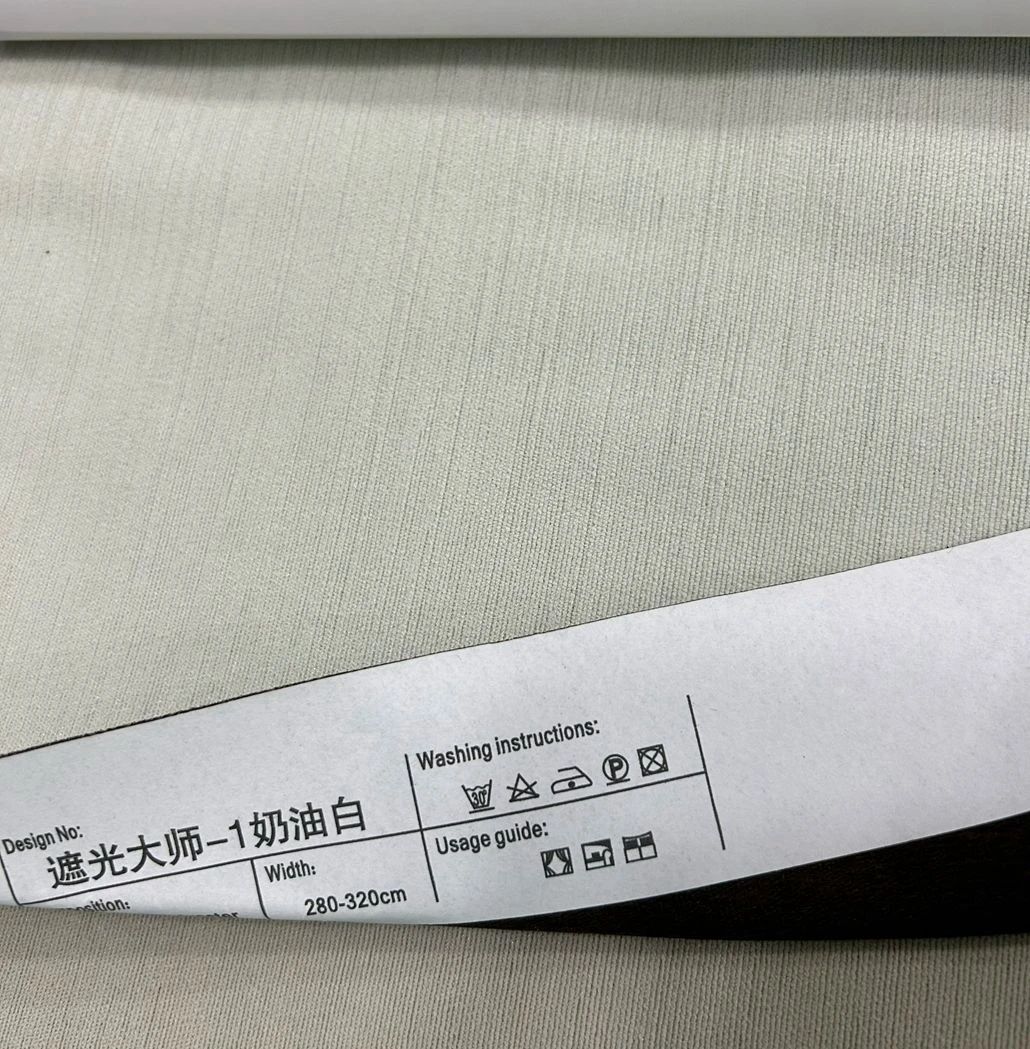 Washing instructions:
30°
P
Design No:
遮光大师-1奶油白
Usage guide:
Width:
280-320cm